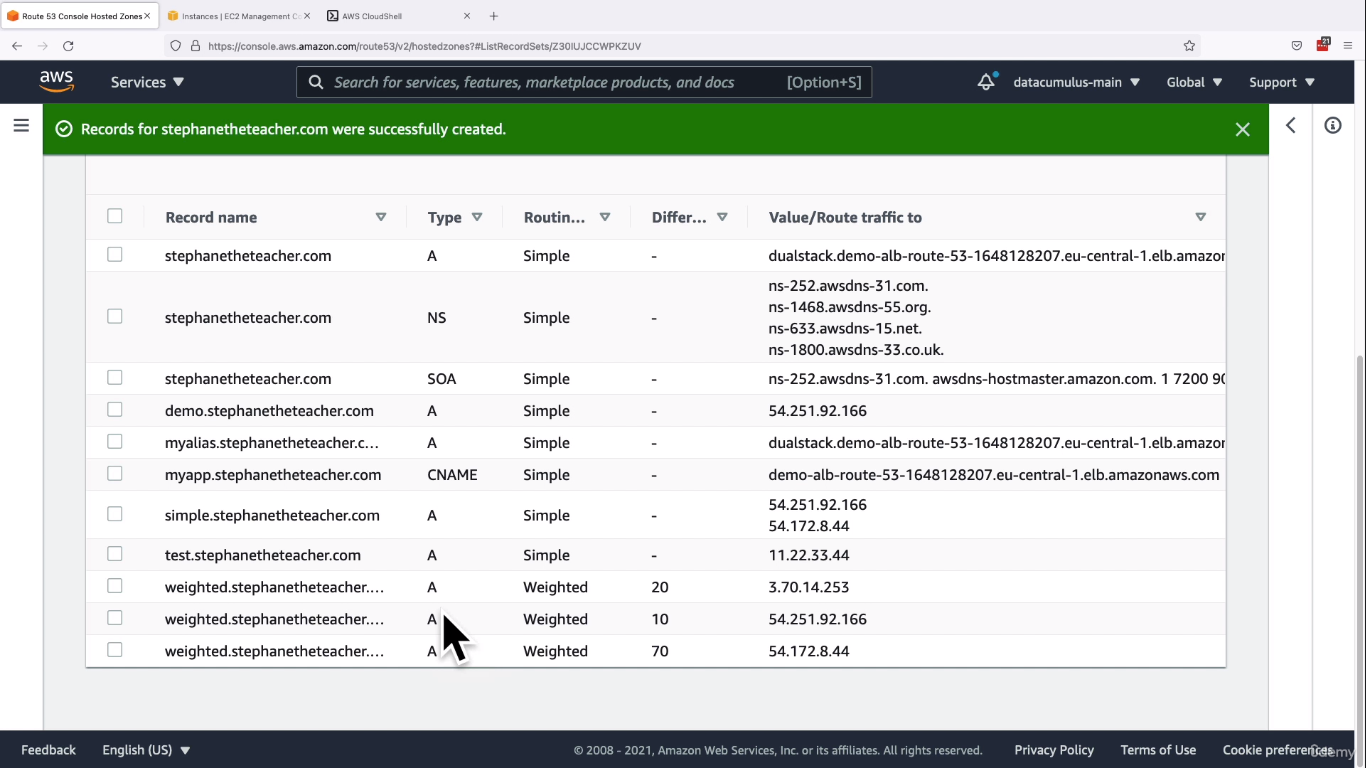 Route 53 Console Hosted Zones
Instances | EC2 Management C
AWS CloudShell
https://console.aws.amazon.com/route53/v2/hostedzones?#ListRecordSets/Z30IUJCCWPKZUV
21
aws
Services
Search for services, features, marketplace products, and docs [Option+S]
datacumulus-main
Global
Support
Records for stephanetheteacher.com were successfully created.
Record name Type Routin... Differ... Value/Route traffic to
stephanetheteacher.com A Simple - dualstack.demo-alb-route-53-1648128207.eu-central-1.elb.amazon
ns-252.awsdns-31.com.
ns-1468.awsdns-55.org.
stephanetheteacher.com NS Simple -
ns-633.awsdns-15.net.
ns-1800.awsdns-33.co.uk.
stephanetheteacher.com SOA Simple - ns-252.awsdns-31.com. awsdns-hostmaster.amazon.com. 1 7200 90
demo.stephanetheteacher.com A Simple - 54.251.92.166
myalias.stephanetheteacher.c... A Simple - dualstack.demo-alb-route-53-1648128207.eu-central-1.elb.amazon
myapp.stephanetheteacher.com CNAME Simple - demo-alb-route-53-1648128207.eu-central-1.elb.amazonaws.com
54.251.92.166
simple.stephanetheteacher.com A Simple -
54.172.8.44
test.stephanetheteacher.com A Simple - 11.22.33.44
weighted.stephanetheteacher.... A Weighted 20 3.70.14.253
weighted.stephanetheteacher.... A Weighted 10 54.251.92.166
weighted.stephanetheteacher.... A Weighted 70 54.172.8.44
Feedback English (US) © 2008 - 2021, Amazon Web Services, Inc. or its affiliates. All rights reserved. Privacy Policy Terms of Use Cookie preferences